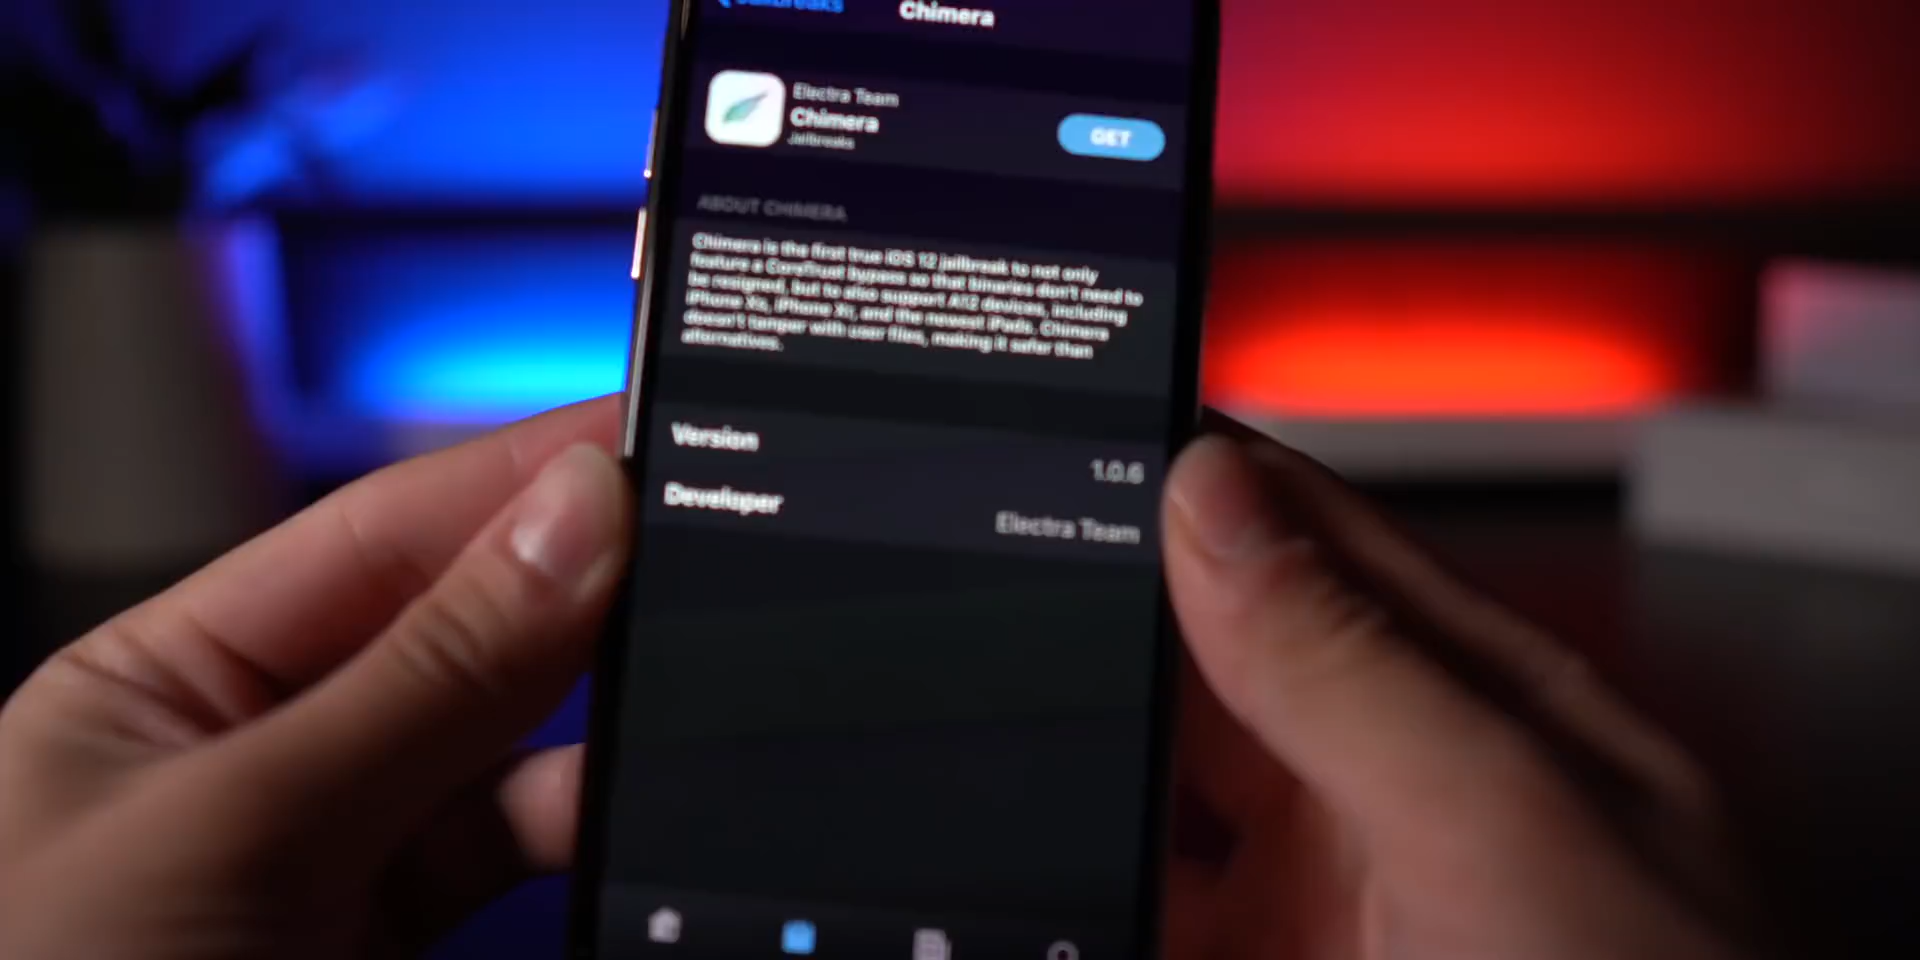 Jailbreaks
Chimera
Electra Team
Chimera
Jailbreaks
GET
ABOUT CHIMERA
Chimera is the first true iOS 12 jailbreak to not only
feature a CoreTrust bypass so that binaries don't need to
be resigned, but to also support A12 devices, including
iPhone Xs, iPhone Xr, and the newest iPads. Chimera
doesn't tamper with user files, making it safer than
alternatives.
Version
1.0.6
Developer
Electra Team